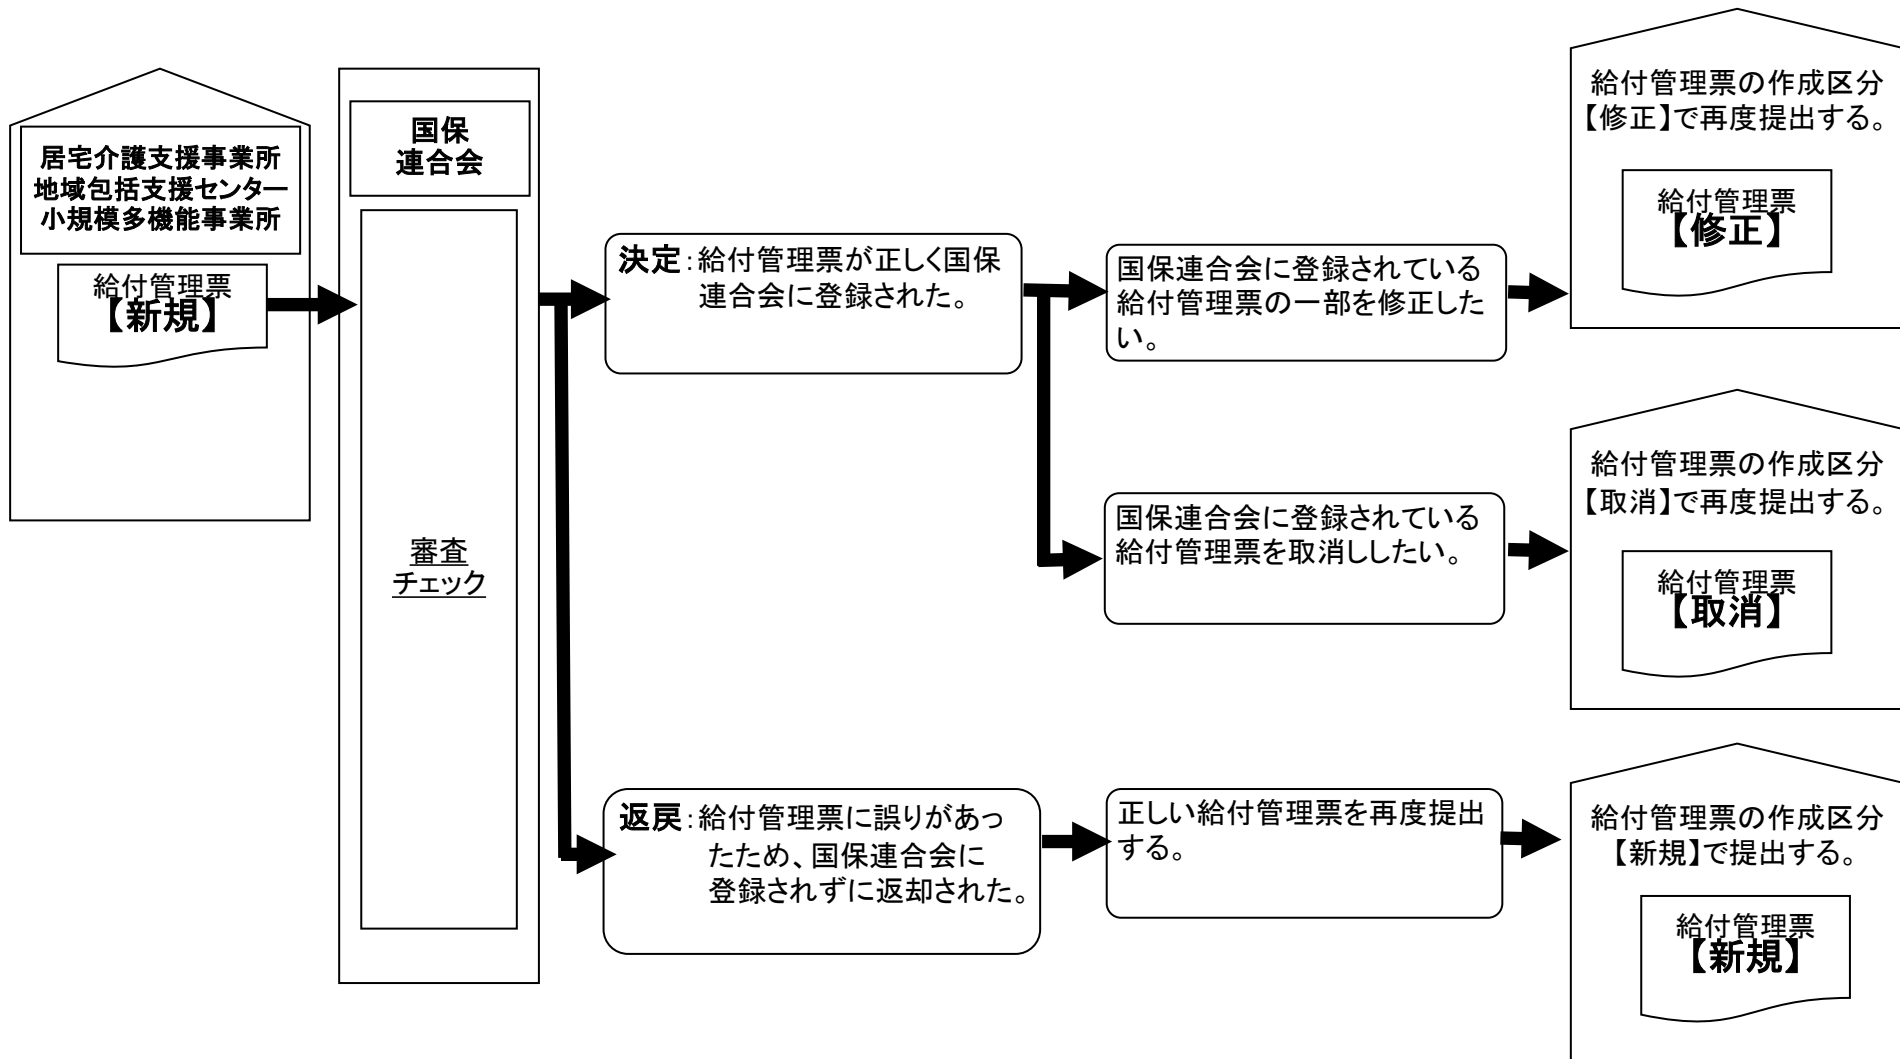 居宅介護支援事業所
地域包括支援センター
小規模多機能事業所
給付管理票
【新規】
国保
連合会
審査
チェック
決定:給付管理票が正しく国保
連合会に登録された。
国保連合会に登録されている
給付管理票の一部を修正した
い。
給付管理票の作成区分
【修正】で再度提出する。
給付管理票
【修正】
国保連合会に登録されている
給付管理票を取消ししたい。
給付管理票の作成区分
【取消】で再度提出する。
給付管理票
【取消】
返戻:給付管理票に誤りがあっ
たため、国保連合会に
登録されずに返却された。
正しい給付管理票を再度提出
する。
給付管理票の作成区分
【新規】で提出する。
給付管理票
【新規】